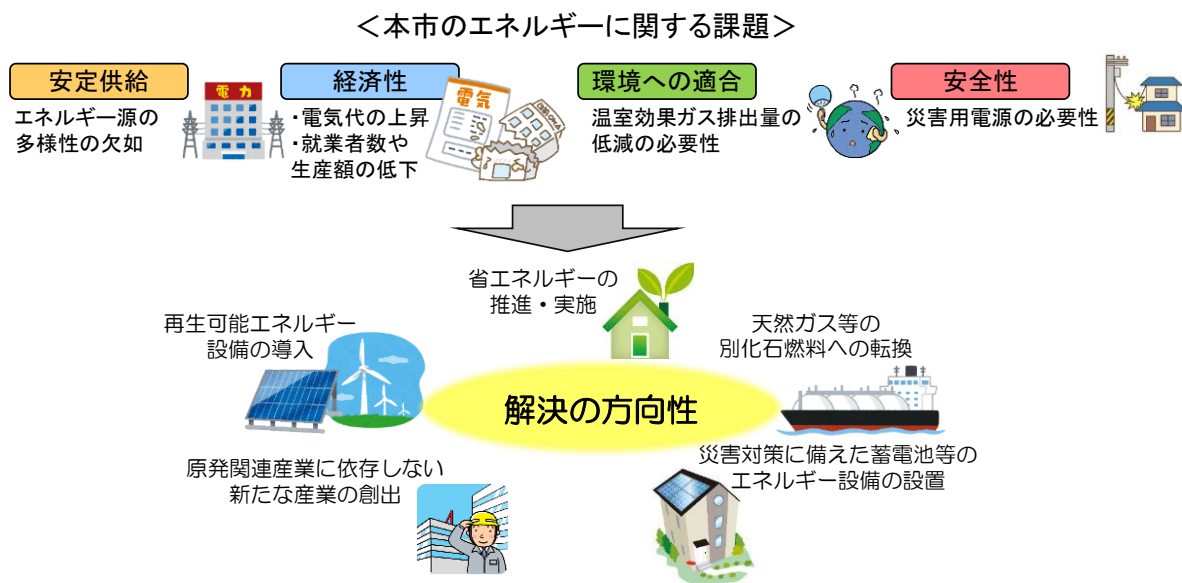 ＜本市のエネルギーに関する課題＞
安定供給
エネルギー源の
多様性の欠如
電力
経済性
・電気代の上昇
・就業者数や
生産額の低下
電気
環境への適合
温室効果ガス排出量の
低減の必要性
安全性
災害用電源の必要性
省エネルギーの
推進・実施
再生可能エネルギー
設備の導入
天然ガス等の
別化石燃料への転換
解決の方向性
原発関連産業に依存しない
新たな産業の創出
災害対策に備えた蓄電池等の
エネルギー設備の設置